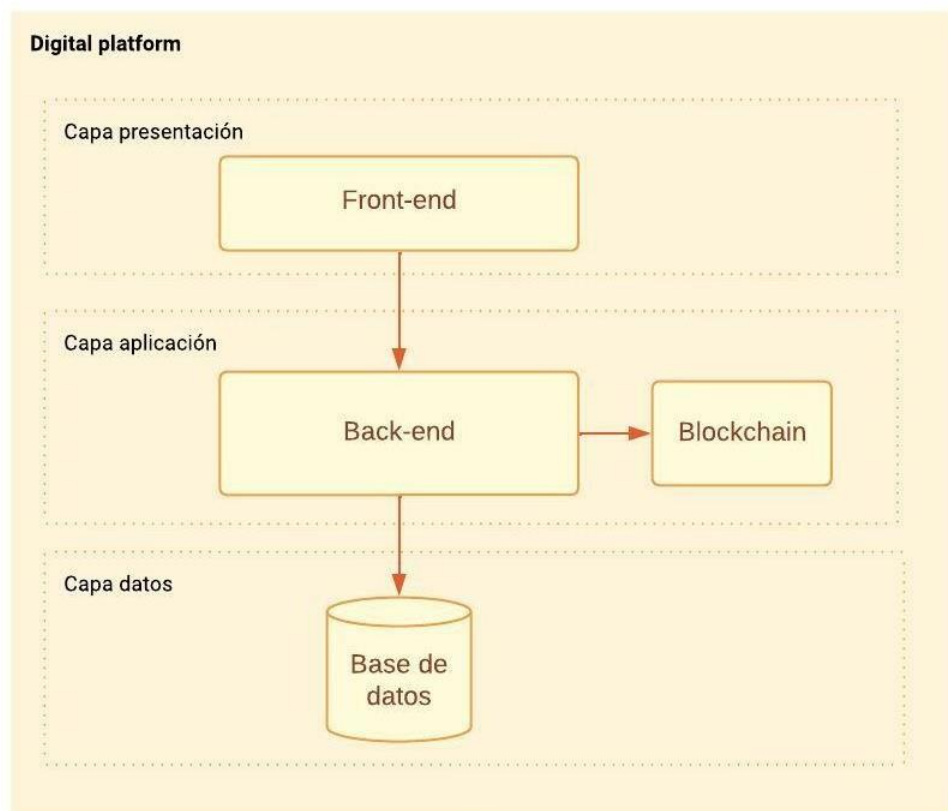 Digital platform
Capa presentación
Front-end
Capa aplicación
Back-end
Blockchain
Capa datos
Base de
datos